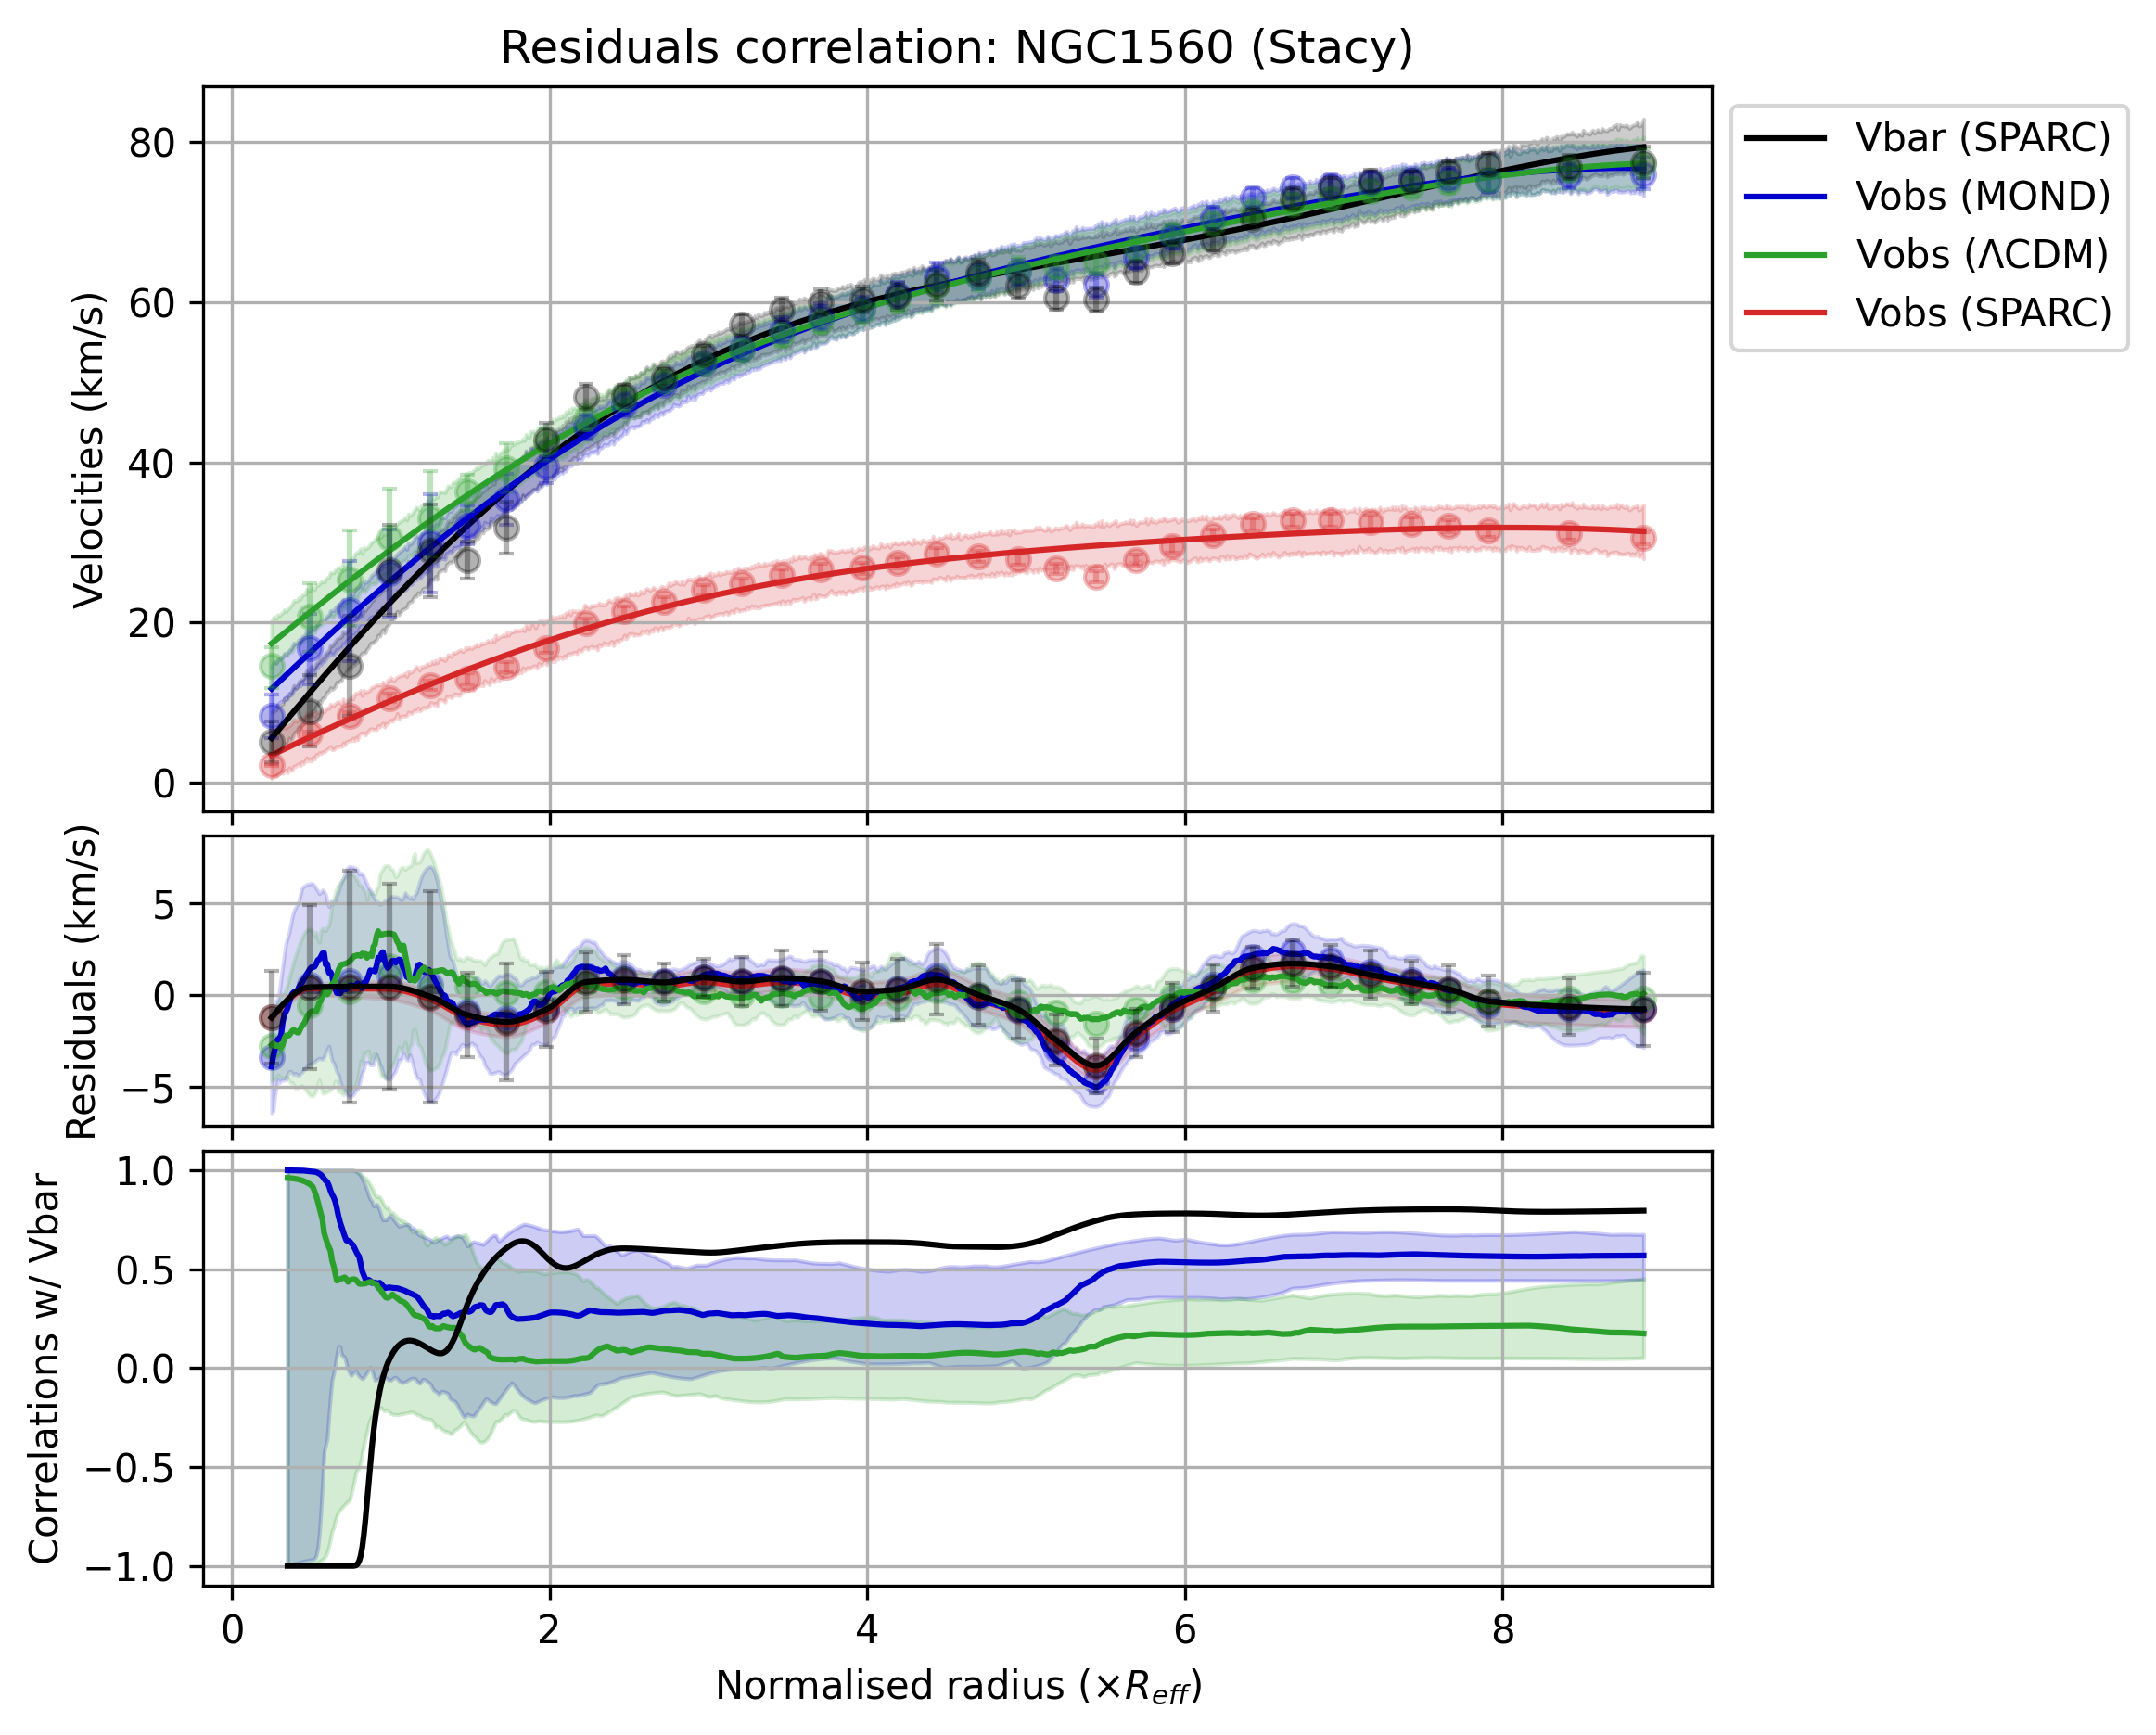 Residuals correlation: NGC1560 (Stacy)
Vbar (SPARC)
Vobs (MOND)
Vobs (ΛCDM)
Vobs (SPARC)
Velocities (km/s)
80
60
40
20
0
Residuals (km/s)
5
0
−5
Correlations w/ Vbar
1.0
0.5
0.0
−0.5
−1.0
0 2 4 6 8
Normalised radius (×R_eff)